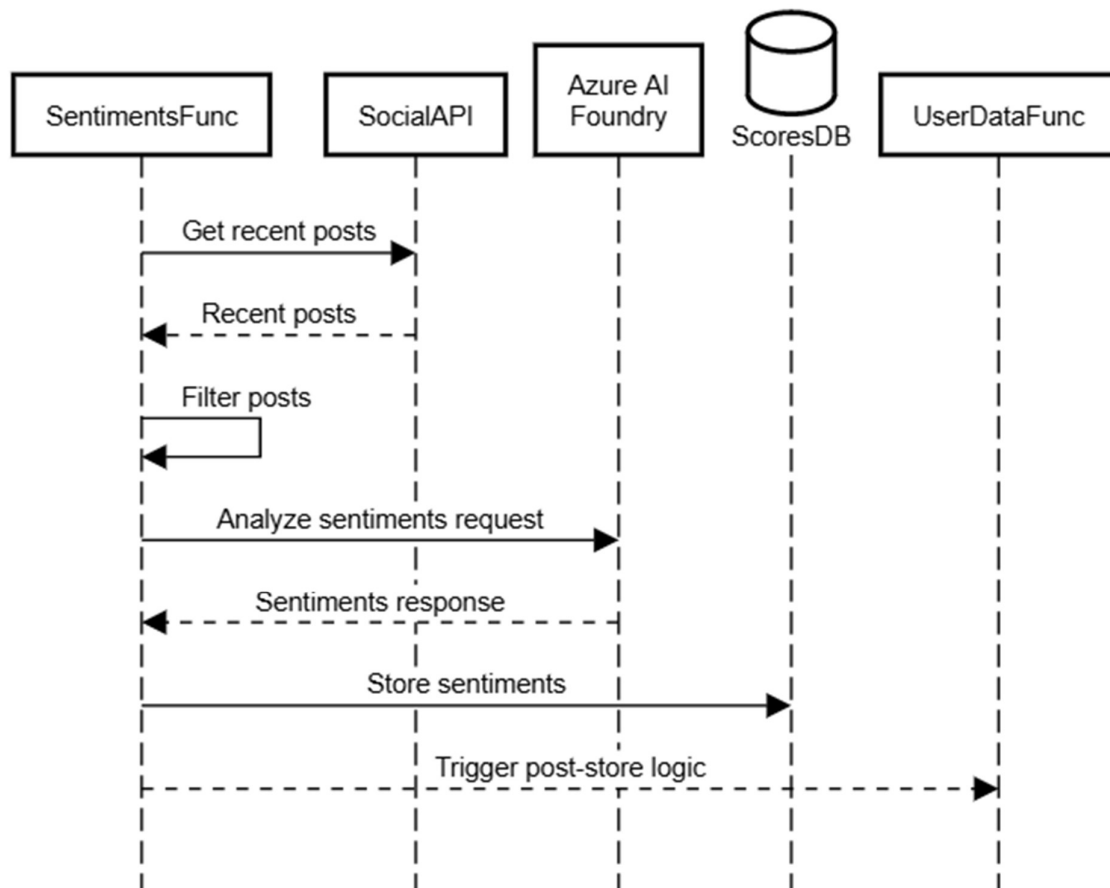 SentimentsFunc
SocialAPI
Azure AI
Foundry
ScoresDB
UserDataFunc
Get recent posts
Recent posts
Filter posts
Analyze sentiments request
Sentiments response
Store sentiments
Trigger post-store logic